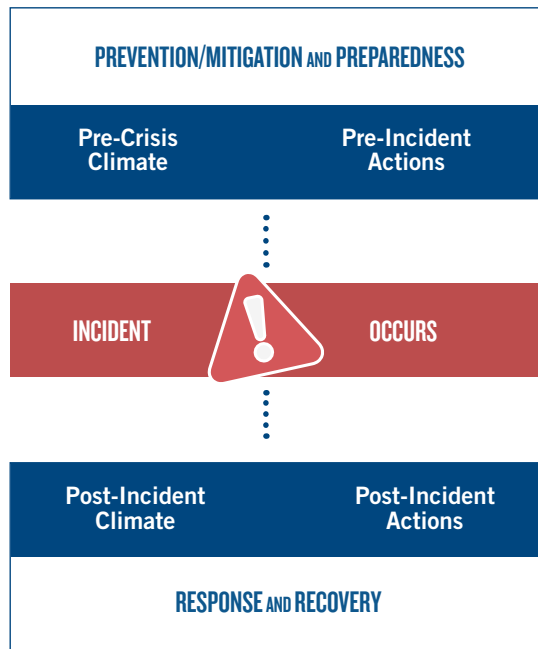 PREVENTION/MITIGATION AND PREPAREDNESS
Pre-Crisis Climate
Pre-Incident Actions
INCIDENT ! OCCURS
Post-Incident Climate
Post-Incident Actions
RESPONSE AND RECOVERY